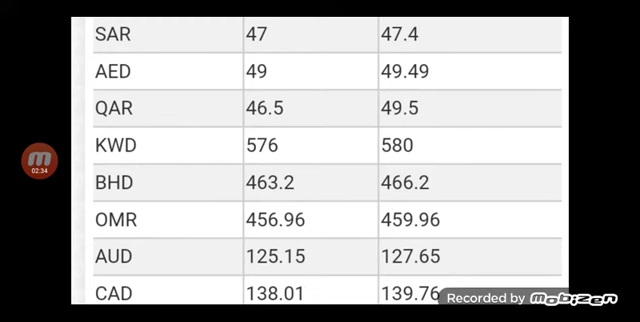 SAR 47 47.4
AED 49 49.49
QAR 46.5 49.5
KWD 576 580
BHD 463.2 466.2
OMR 456.96 459.96
AUD 125.15 127.65
CAD 138.01 139.76
02:34
Recorded by mobizen